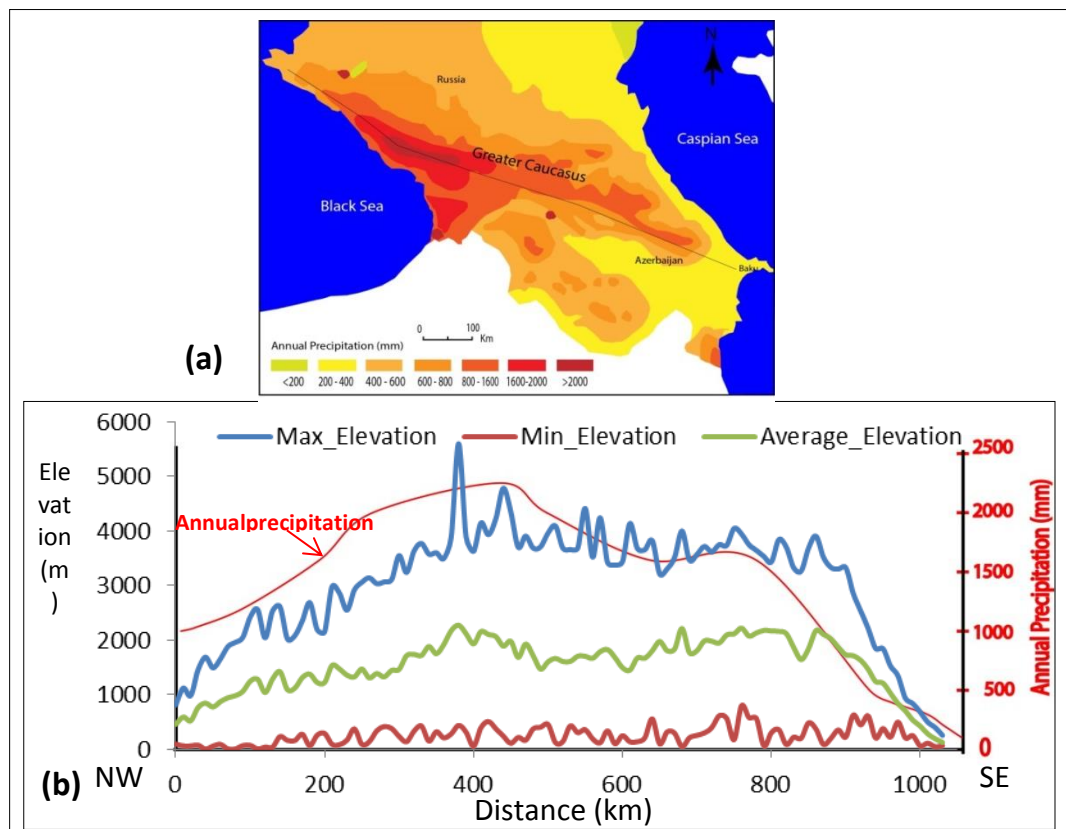 N
Russia
Caspian Sea
Greater Caucasus
Black Sea
Azerbaijan
Baku
0 100
Km
Annual Precipitation (mm)
<200 200 - 400 400 - 600 600 - 800 800 - 1600 1600-2000 >2000
(a)
6000
5000
4000
3000
2000
1000
0
Ele
vat
ion
(m
)
Max_Elevation Min_Elevation Average_Elevation
Annualprecipitation
2500
2000
1500
1000
500
0
Annual Precipitation (mm)
(b) NW 0 200 400 600 800 1000 SE
Distance (km)